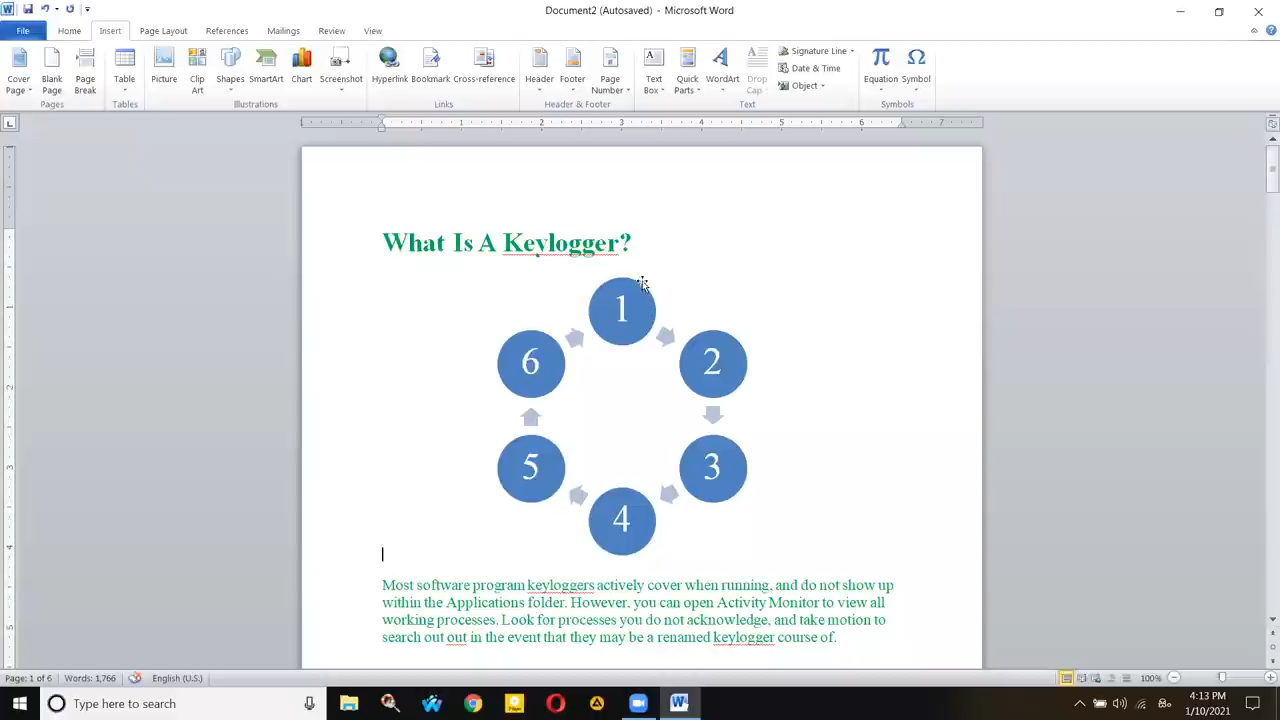 Document2 (Autosaved) - Microsoft Word
File Home Insert Page Layout References Mailings Review View
Cover Page Blank Page Page Break Table Picture Clip Art Shapes SmartArt Chart Screenshot Hyperlink Bookmark Cross-reference Header Footer Page Number Text Box Quick Parts WordArt Drop Cap Signature Line Date & Time Object Equation Symbol
Pages Tables Illustrations Links Header & Footer Text Symbols
1 2 3 4 5 6 7
What Is A Keylogger?
1
6 2
5 3
4
Most software program keyloggers actively cover when running, and do not show up
within the Applications folder. However, you can open Activity Monitor to view all
working processes. Look for processes you do not acknowledge, and take motion to
search out out in the event that they may be a renamed keylogger course of.
Page: 1 of 6 Words: 1,766 English (U.S.) 100%
Type here to search 4:13 PM
1/10/2021